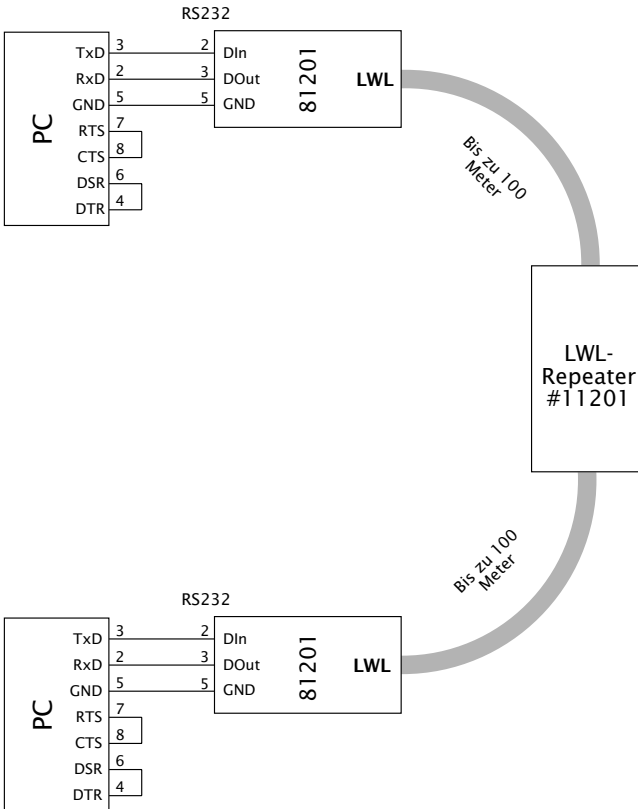 RS232
TxD 3 2 DIn
RxD 2 3 DOut
GND 5 5 GND
RTS 7
CTS 8
DSR 6
DTR 4
PC
81201
LWL
Bis zu 100
Meter
LWL-
Repeater
#11201
Bis zu 100
Meter
RS232
TxD 3 2 DIn
RxD 2 3 DOut
GND 5 5 GND
RTS 7
CTS 8
DSR 6
DTR 4
PC
81201
LWL